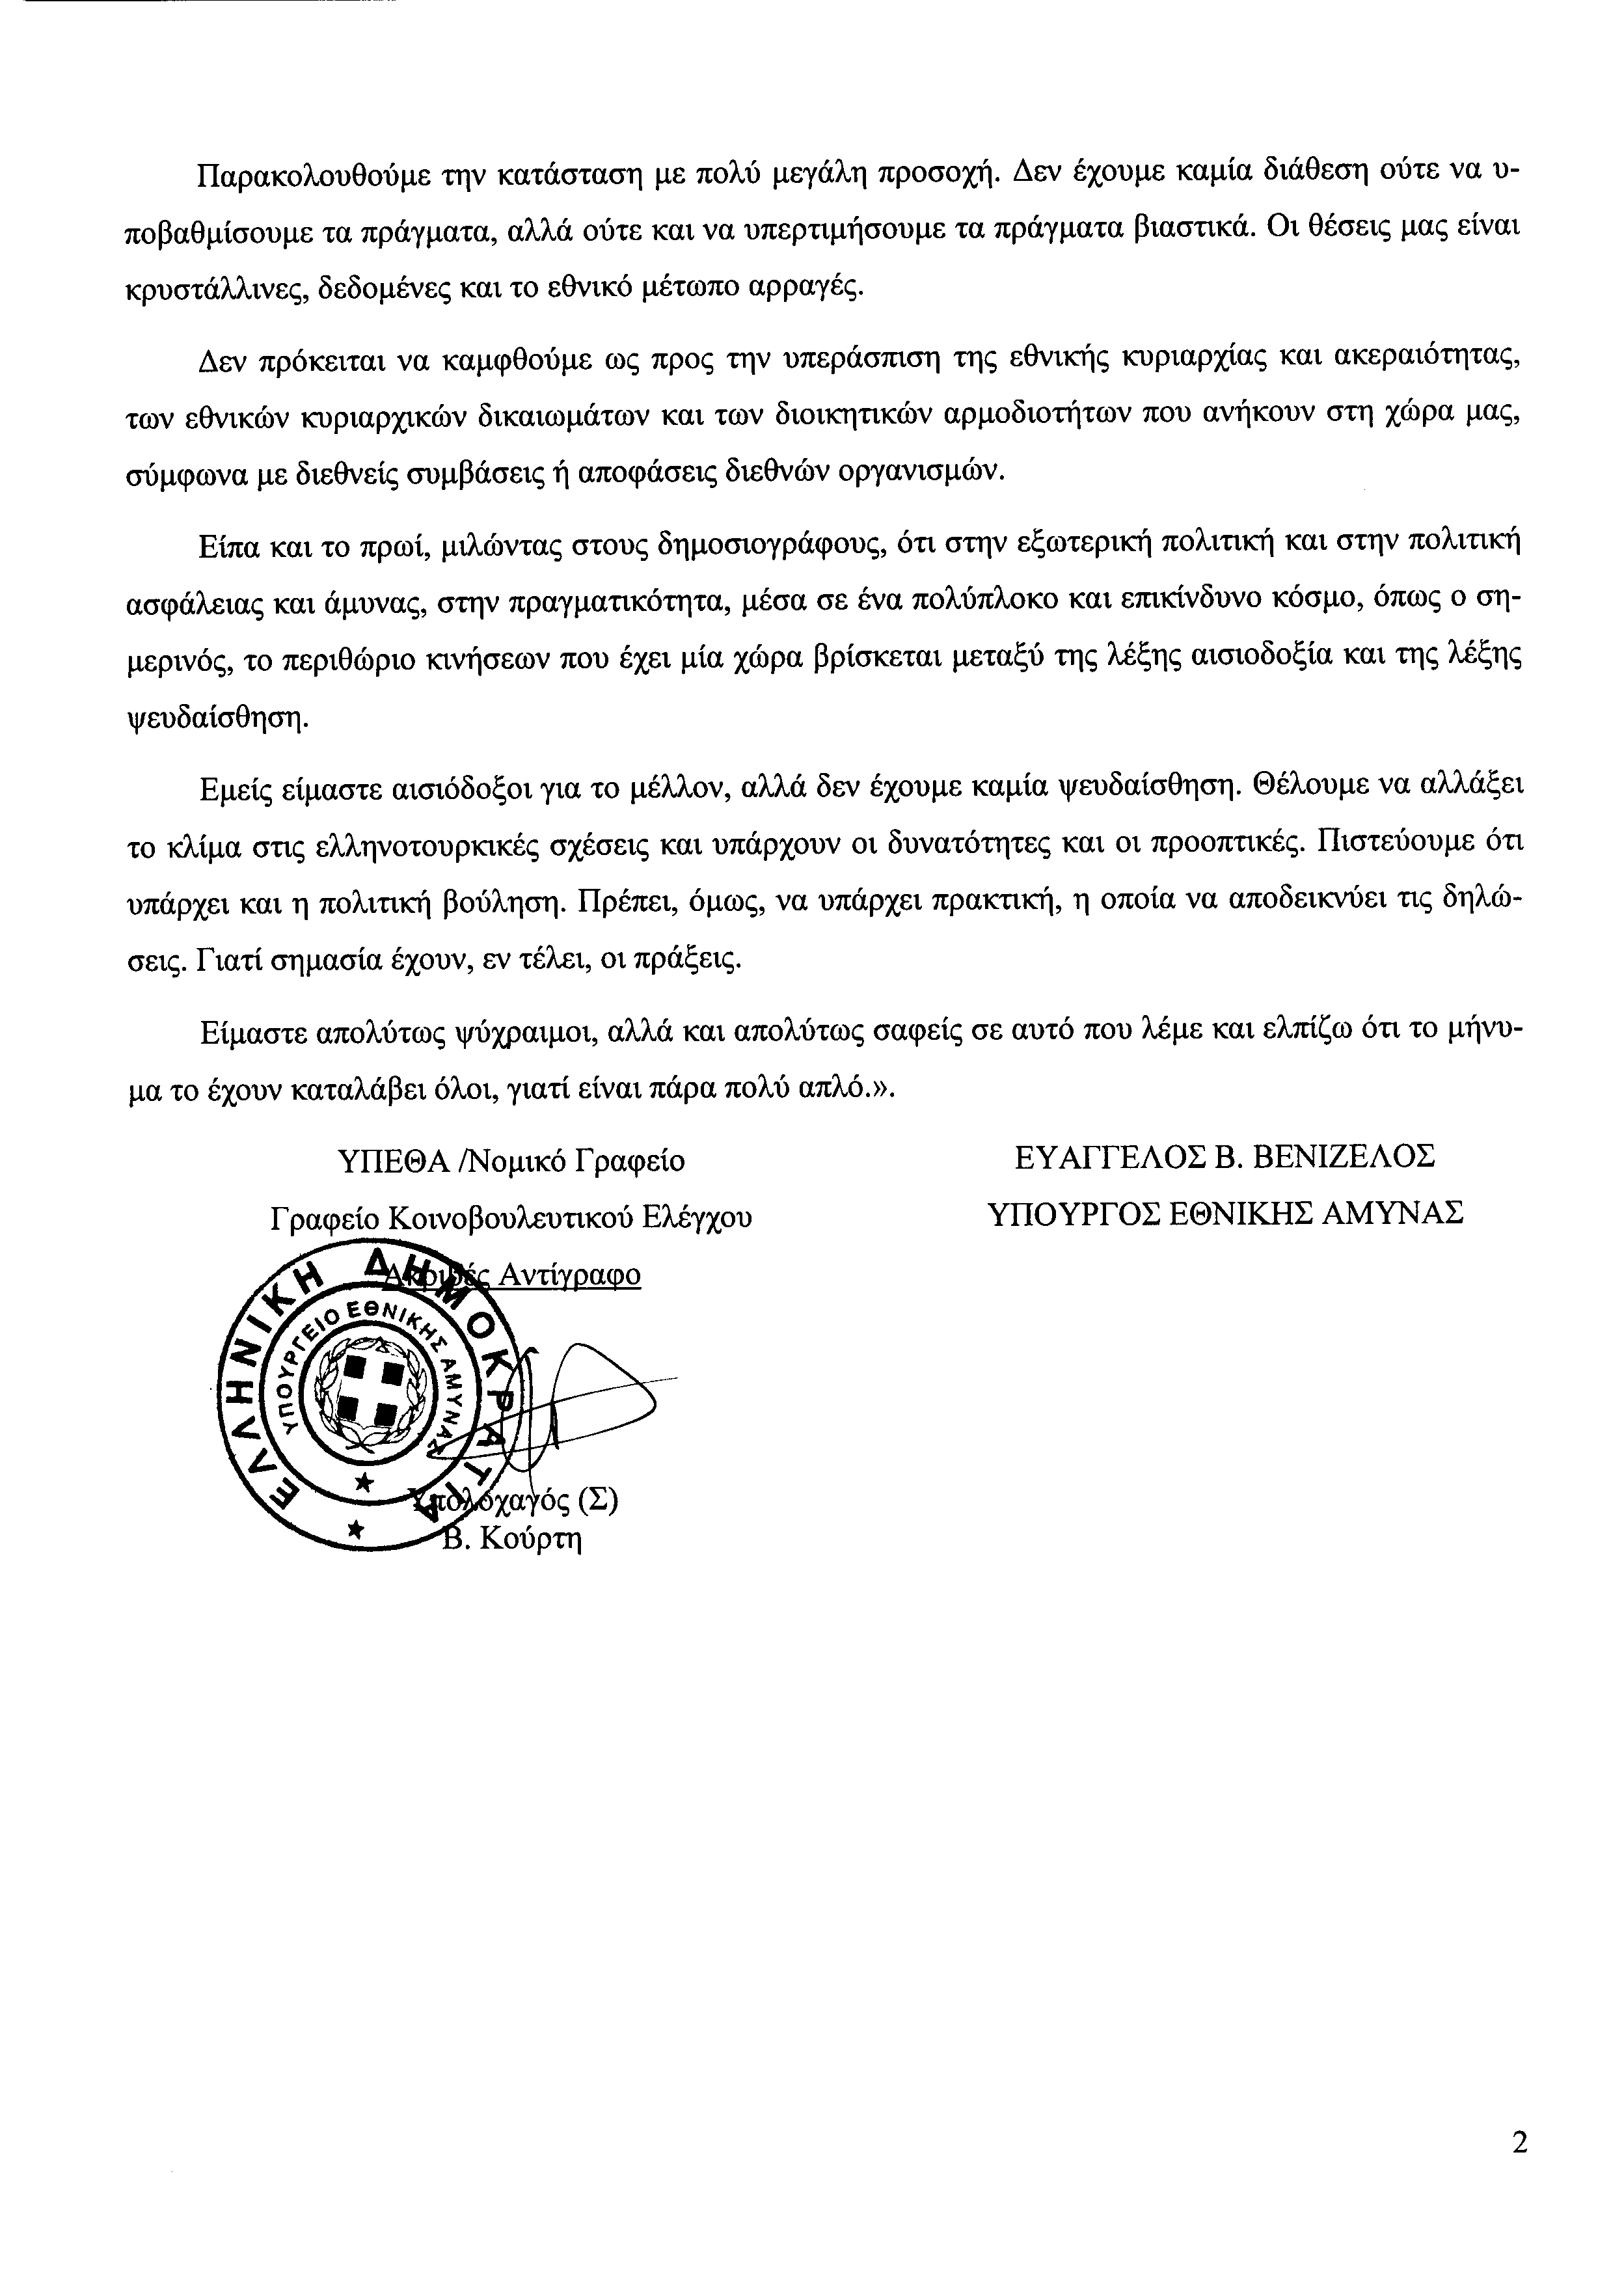 Παρακολουθούμε την κατάσταση με πολύ μεγάλη προσοχή. Δεν έχουμε καμία διάθεση ούτε να υ-
ποβαθμίσουμε τα πράγματα, αλλά ούτε και να υπερτιμήσουμε τα πράγματα βιαστικά. Οι θέσεις μας είναι
κρυστάλλινες, δεδομένες και το εθνικό μέτωπο αρραγές.
Δεν πρόκειται να καμφθούμε ως προς την υπεράσπιση της εθνικής κυριαρχίας και ακεραιότητας,
των εθνικών κυριαρχικών δικαιωμάτων και των διοικητικών αρμοδιοτήτων που ανήκουν στη χώρα μας,
σύμφωνα με διεθνείς συμβάσεις ή αποφάσεις διεθνών οργανισμών.
Είπα και το πρωί, μιλώντας στους δημοσιογράφους, ότι στην εξωτερική πολιτική και στην πολιτική
ασφάλειας και άμυνας, στην πραγματικότητα, μέσα σε ένα πολύπλοκο και επικίνδυνο κόσμο, όπως ο ση-
μερινός, το περιθώριο κινήσεων που έχει μία χώρα βρίσκεται μεταξύ της λέξης αισιοδοξία και της λέξης
ψευδαίσθηση.
Εμείς είμαστε αισιόδοξοι για το μέλλον, αλλά δεν έχουμε καμία ψευδαίσθηση. Θέλουμε να αλλάξει
το κλίμα στις ελληνοτουρκικές σχέσεις και υπάρχουν οι δυνατότητες και οι προοπτικές. Πιστεύουμε ότι
υπάρχει και η πολιτική βούληση. Πρέπει, όμως, να υπάρχει πρακτική, η οποία να αποδεικνύει τις δηλώ-
σεις. Γιατί σημασία έχουν, εν τέλει, οι πράξεις.
Είμαστε απολύτως ψύχραιμοι, αλλά και απολύτως σαφείς σε αυτό που λέμε και ελπίζω ότι το μήνυ-
μα το έχουν καταλάβει όλοι, γιατί είναι πάρα πολύ απλό.».
ΥΠΕΘΑ /Νομικό Γραφείο
Γραφείο Κοινοβουλευτικού Ελέγχου
Ακριβές Αντίγραφο
ΕΥΑΓΓΕΛΟΣ Β. ΒΕΝΙΖΕΛΟΣ
ΥΠΟΥΡΓΟΣ ΕΘΝΙΚΗΣ ΑΜΥΝΑΣ
ΕΛΛΗΝΙΚΗ ΔΗΜΟΚΡΑΤΙΑ
ΥΠΟΥΡΓΕΙΟ ΕΘΝΙΚΗΣ ΑΜΥΝΑΣ
Υπολοχαγός (Σ)
Β. Κούρτη
2